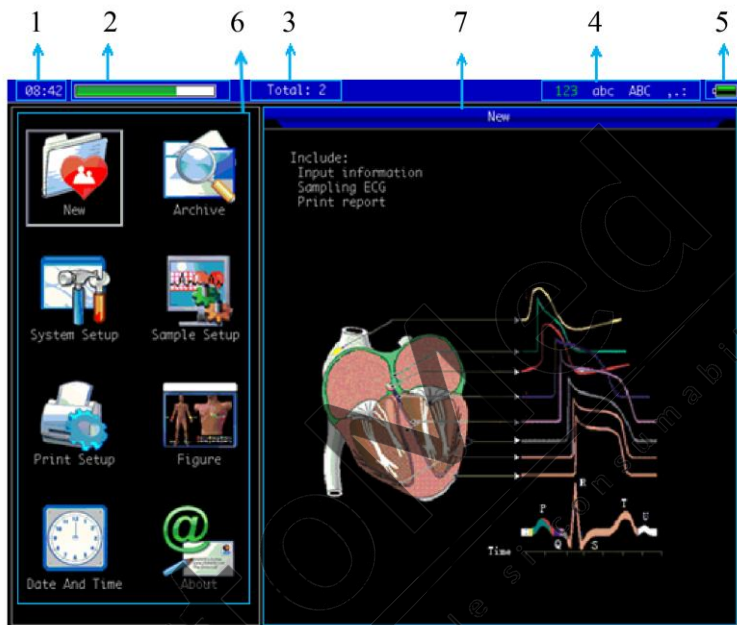 1 2 6 3 7 4 5
08:42 Total: 2 123 abc ABC ,.:
New
Include:
Input information
Sampling ECG
Print report
New Archive
System Setup Sample Setup
Print Setup Figure
Date And Time About
R
P T U
Q S
Time